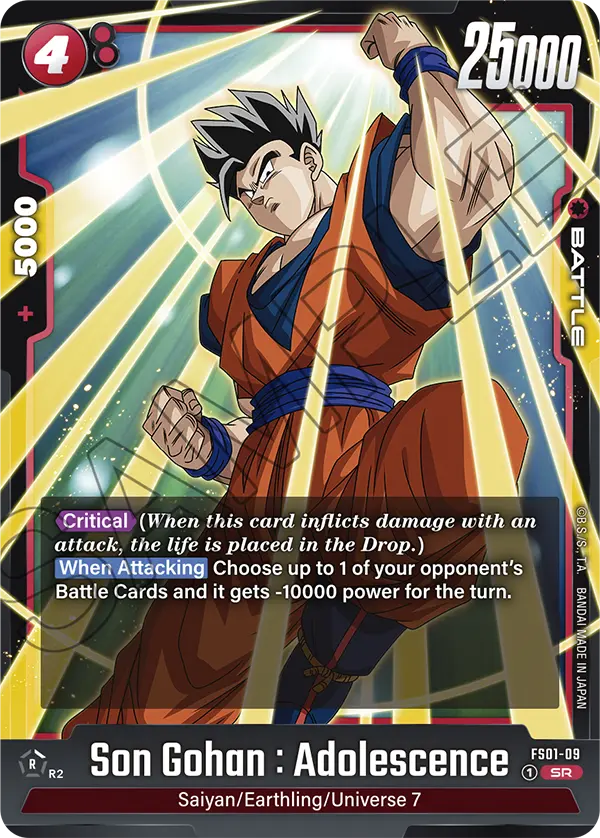 4
25000
+ 5000
BATTLE
SAMPLE
Critical (When this card inflicts damage with an
attack, the life is placed in the Drop.)
When Attacking Choose up to 1 of your opponent's
Battle Cards and it gets -10000 power for the turn.
©B.S./S., T.A. BANDAI MADE IN JAPAN
R
R2
Son Gohan : Adolescence
FS01-09
1 SR
Saiyan/Earthling/Universe 7